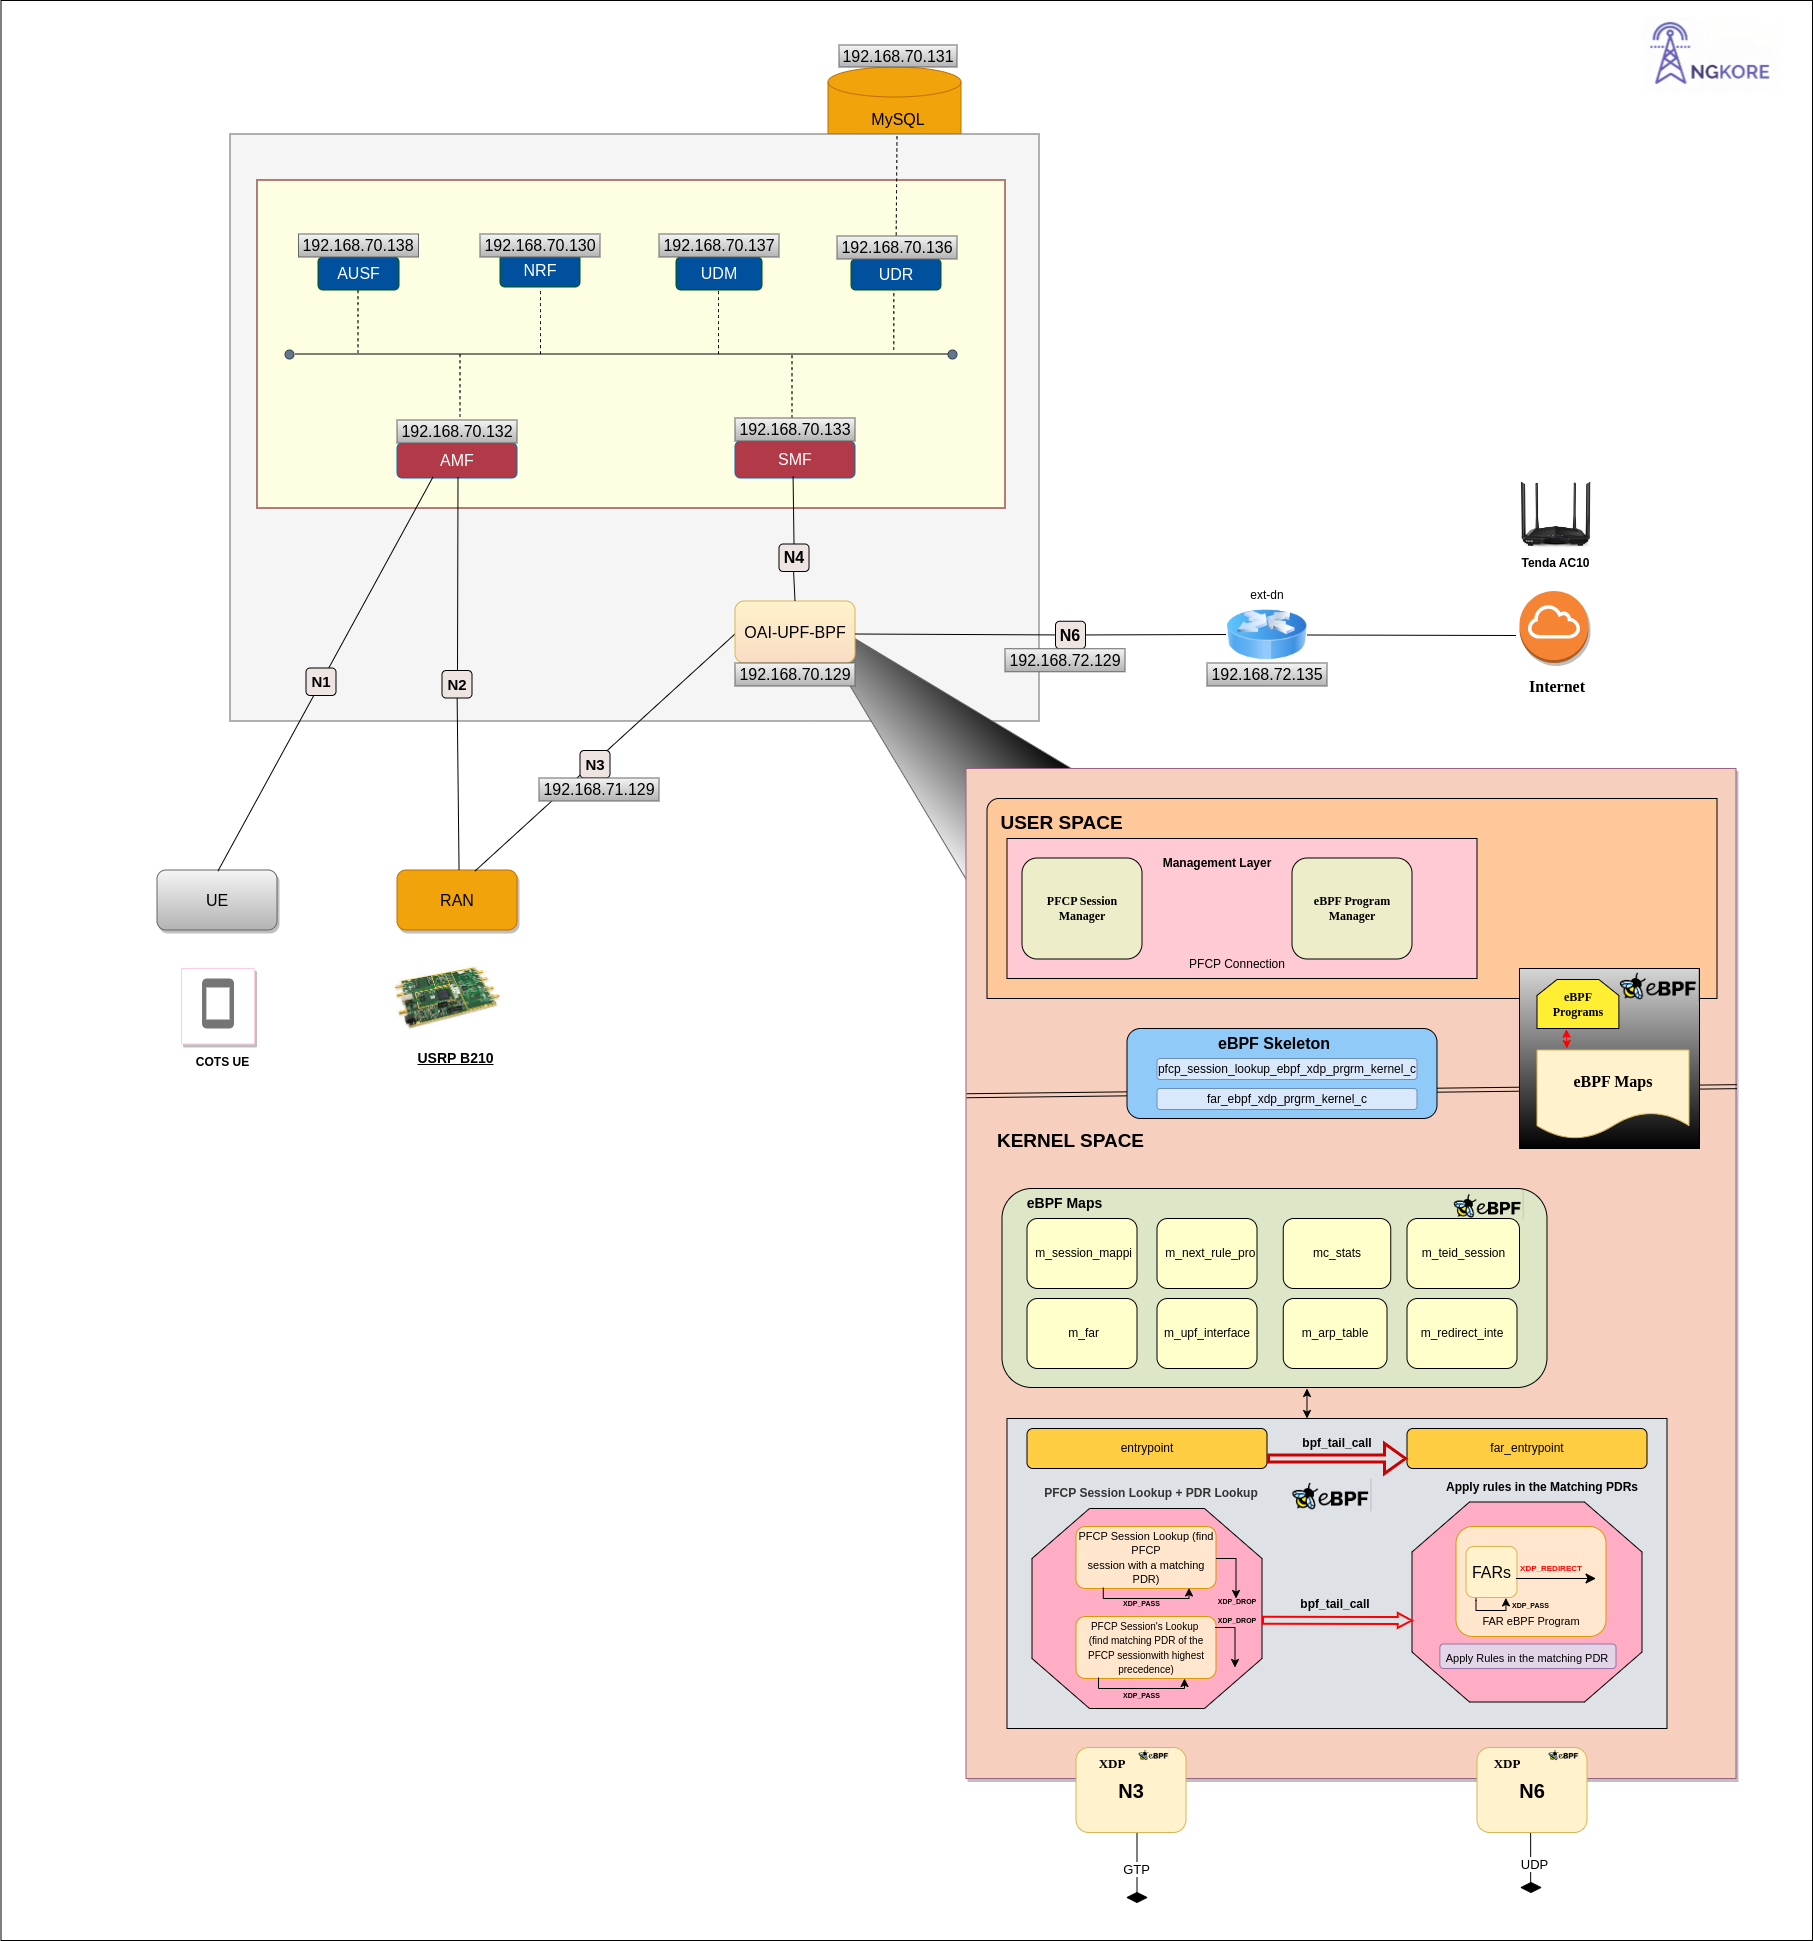 192.168.70.131
NGKORE
MySQL
192.168.70.138
192.168.70.130
192.168.70.137
192.168.70.136
AUSF
NRF
UDM
UDR
192.168.70.132
192.168.70.133
AMF
SMF
N4
Tenda AC10
ext-dn
OAI-UPF-BPF
N6
192.168.72.129
192.168.70.129
192.168.72.135
Internet
N1
N2
N3
192.168.71.129
UE
RAN
COTS UE
USRP B210
USER SPACE
Management Layer
PFCP Session
Manager
eBPF Program
Manager
PFCP Connection
eBPF
Programs
eBPF
eBPF Maps
eBPF Skeleton
pfcp_session_lookup_ebpf_xdp_prgrm_kernel_c
far_ebpf_xdp_prgrm_kernel_c
KERNEL SPACE
eBPF Maps
eBPF
m_session_mappi
m_next_rule_pro
mc_stats
m_teid_session
m_far
m_upf_interface
m_arp_table
m_redirect_inte
entrypoint
bpf_tail_call
far_entrypoint
PFCP Session Lookup + PDR Lookup
eBPF
Apply rules in the Matching PDRs
PFCP Session Lookup (find
PFCP
session with a matching
PDR)
XDP_PASS
XDP_DROP
XDP_DROP
PFCP Session's Lookup
(find matching PDR of the
PFCP sessionwith highest
precedence)
XDP_PASS
bpf_tail_call
FARs
XDP_REDIRECT
XDP_PASS
FAR eBPF Program
Apply Rules in the matching PDR
XDP
eBPF
N3
XDP
eBPF
N6
GTP
UDP